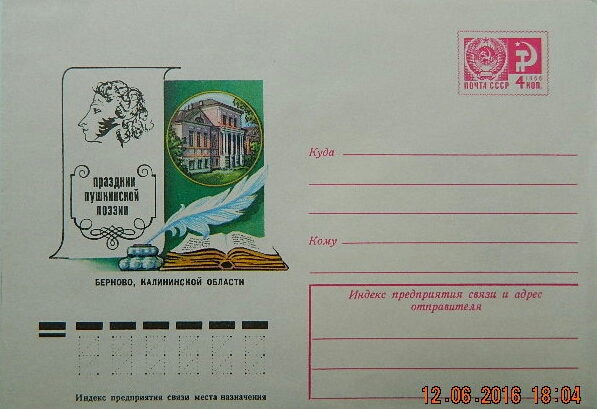 1966
4
ПОЧТА СССР
КОП.
праздник
пушкинской
поэзии
БЕРНОВО, КАЛИНИНСКОЙ ОБЛАСТИ
Куда
Кому
Индекс предприятия связи и адрес
отправителя
Индекс предприятия связи места назначения
12.06.2016 18:04